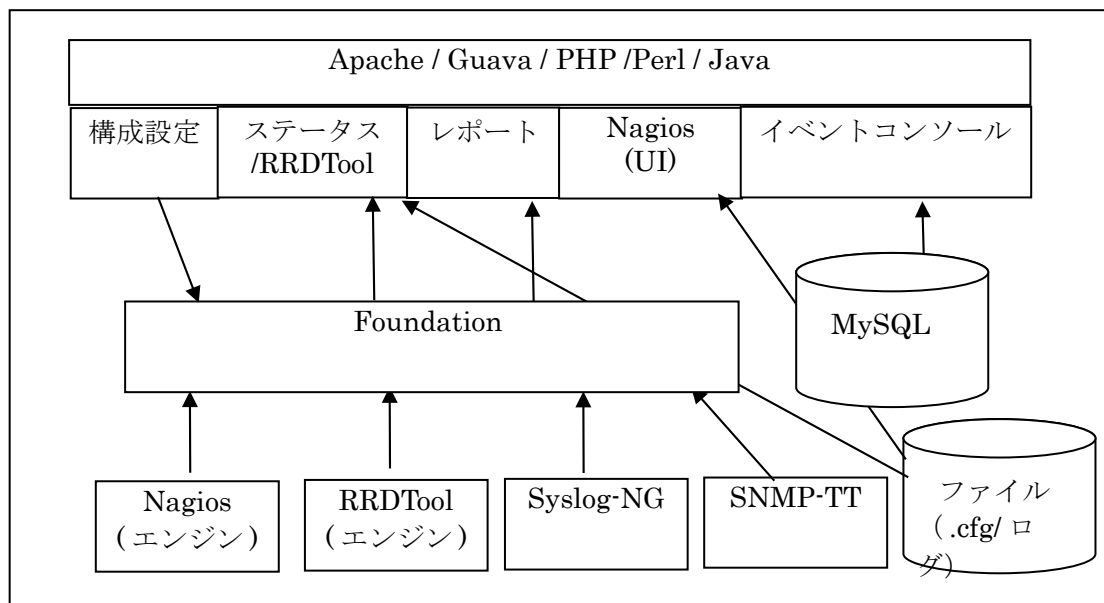 Apache / Guava / PHP /Perl / Java
構成設定
ステータス
/RRDTool
レポート
Nagios
(UI)
イベントコンソール
Foundation
MySQL
Nagios
(エンジン)
RRDTool
(エンジン)
Syslog-NG
SNMP-TT
ファイル
( .cfg/ ロ
グ)